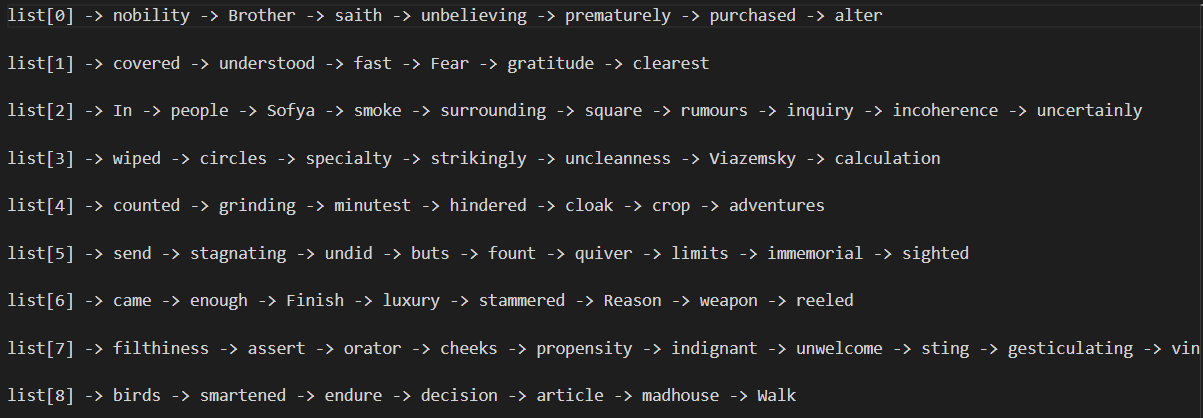 list[0] -> nobility -> Brother -> saith -> unbelieving -> prematurely -> purchased -> alter
list[1] -> covered -> understood -> fast -> Fear -> gratitude -> clearest
list[2] -> In -> people -> Sofya -> smoke -> surrounding -> square -> rumours -> inquiry -> incoherence -> uncertainly
list[3] -> wiped -> circles -> specialty -> strikingly -> uncleanness -> Viazemsky -> calculation
list[4] -> counted -> grinding -> minutest -> hindered -> cloak -> crop -> adventures
list[5] -> send -> stagnating -> undid -> buts -> fount -> quiver -> limits -> immemorial -> sighted
list[6] -> came -> enough -> Finish -> luxury -> stammered -> Reason -> weapon -> reeled
list[7] -> filthiness -> assert -> orator -> cheeks -> propensity -> indignant -> unwelcome -> sting -> gesticulating -> vin
list[8] -> birds -> smartened -> endure -> decision -> article -> madhouse -> Walk